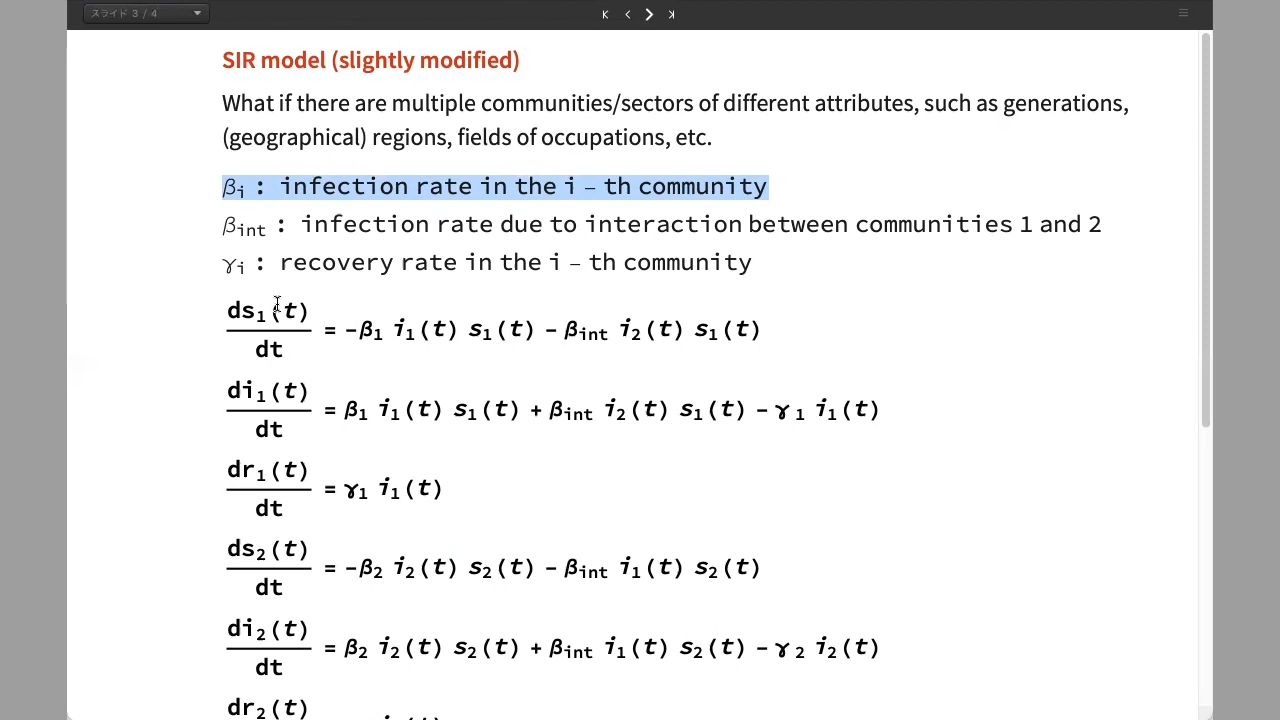 スライド 3 / 4
SIR model (slightly modified)
What if there are multiple communities/sectors of different attributes, such as generations,
(geographical) regions, fields of occupations, etc.
βi : infection rate in the i – th community
βint : infection rate due to interaction between communities 1 and 2
γi : recovery rate in the i – th community
ds1(t)/dt = -β1 i1(t) s1(t) - βint i2(t) s1(t)
di1(t)/dt = β1 i1(t) s1(t) + βint i2(t) s1(t) - γ1 i1(t)
dr1(t)/dt = γ1 i1(t)
ds2(t)/dt = -β2 i2(t) s2(t) - βint i1(t) s2(t)
di2(t)/dt = β2 i2(t) s2(t) + βint i1(t) s2(t) - γ2 i2(t)
dr2(t)